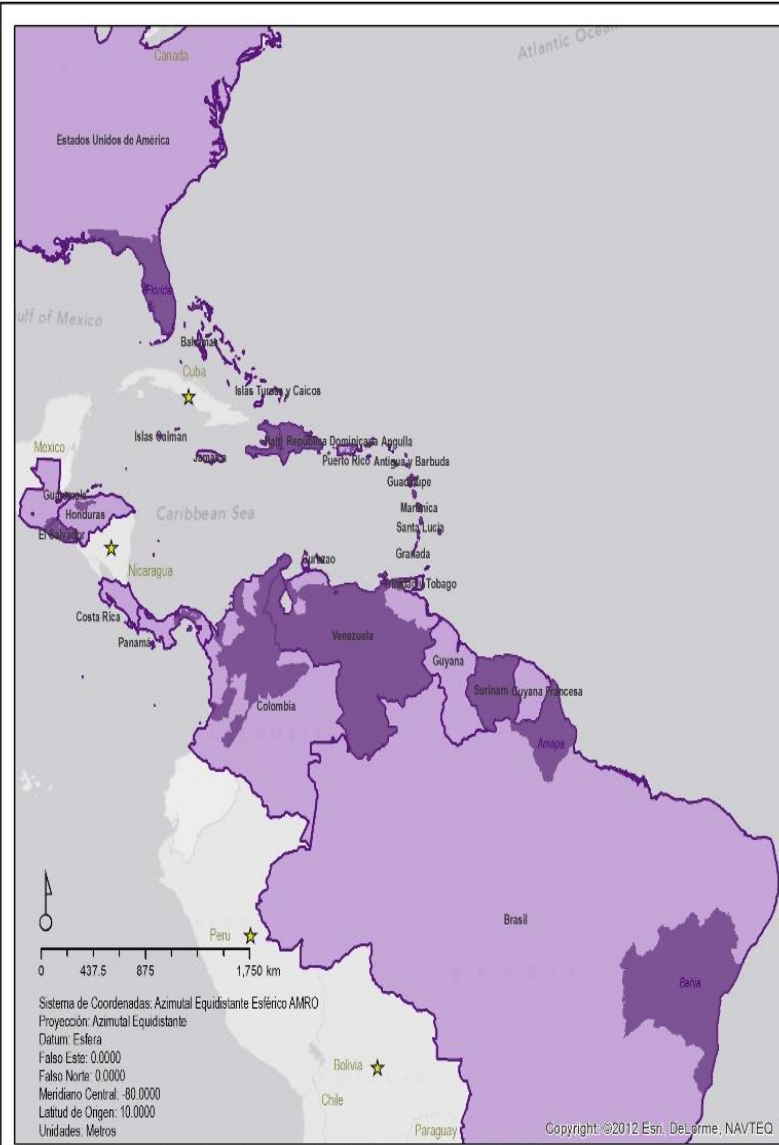 Atlantic Ocean
Canada
Estados Unidos de América
Florida
Gulf of Mexico
Bahamas
Cuba
Islas Turcas y Caicos
Islas Caimán
Haití República Dominicana Anguilla
Jamaica
Puerto Rico Antigua y Barbuda
Mexico
Guadalupe
Guatemala
Honduras
Martinica
Caribbean Sea
Santa Lucía
El Salvador
Granada
Curazao
Nicaragua
Trinidad y Tobago
Costa Rica
Panamá
Venezuela
Guyana
Surinam
Guyana Francesa
Colombia
Amapa
Brasil
Peru
Bahia
0 437.5 875 1,750 km
Sistema de Coordenadas: Azimutal Equidistante Esférico AMRO
Proyección: Azimutal Equidistante
Datum: Esfera
Falso Este: 0.0000
Falso Norte: 0.0000
Meridiano Central: -80.0000
Latitud de Origen: 10.0000
Unidades: Metros
Bolivia
Chile
Paraguay
Copyright: ©2012 Esri, DeLorme, NAVTEQ